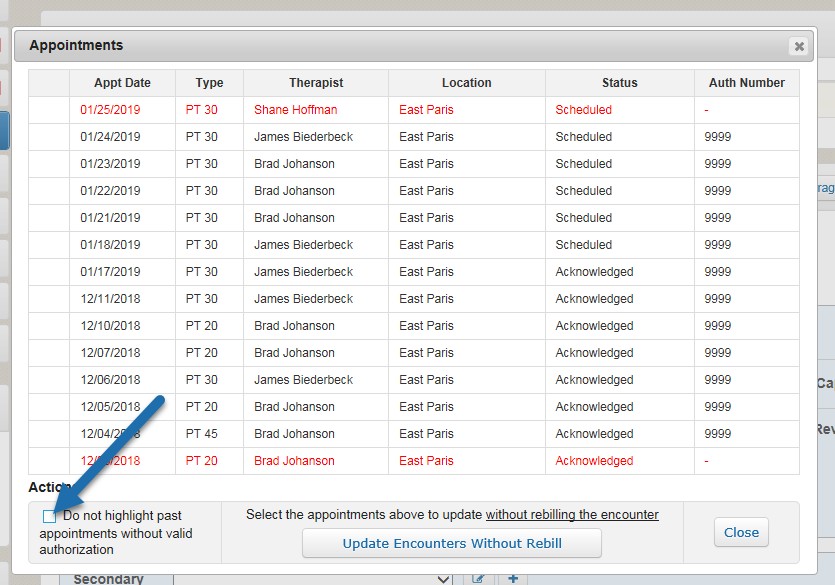 Appointments
Appt Date Type Therapist Location Status Auth Number
01/25/2019 PT 30 Shane Hoffman East Paris Scheduled -
01/24/2019 PT 30 James Biederbeck East Paris Scheduled 9999
01/23/2019 PT 30 Brad Johanson East Paris Scheduled 9999
01/22/2019 PT 30 Brad Johanson East Paris Scheduled 9999
01/21/2019 PT 30 Brad Johanson East Paris Scheduled 9999
01/18/2019 PT 30 James Biederbeck East Paris Scheduled 9999
01/17/2019 PT 30 James Biederbeck East Paris Acknowledged 9999
12/11/2018 PT 30 James Biederbeck East Paris Acknowledged 9999
12/10/2018 PT 20 Brad Johanson East Paris Acknowledged 9999
12/07/2018 PT 20 Brad Johanson East Paris Acknowledged 9999
12/06/2018 PT 30 James Biederbeck East Paris Acknowledged 9999
12/05/2018 PT 20 Brad Johanson East Paris Acknowledged 9999
12/04/2018 PT 45 Brad Johanson East Paris Acknowledged 9999
PT 20 Brad Johanson East Paris Acknowledged -
Do not highlight past
appointments without valid
authorization
Select the appointments above to update without rebilling the encounter
Update Encounters Without Rebill
Close
Secondary